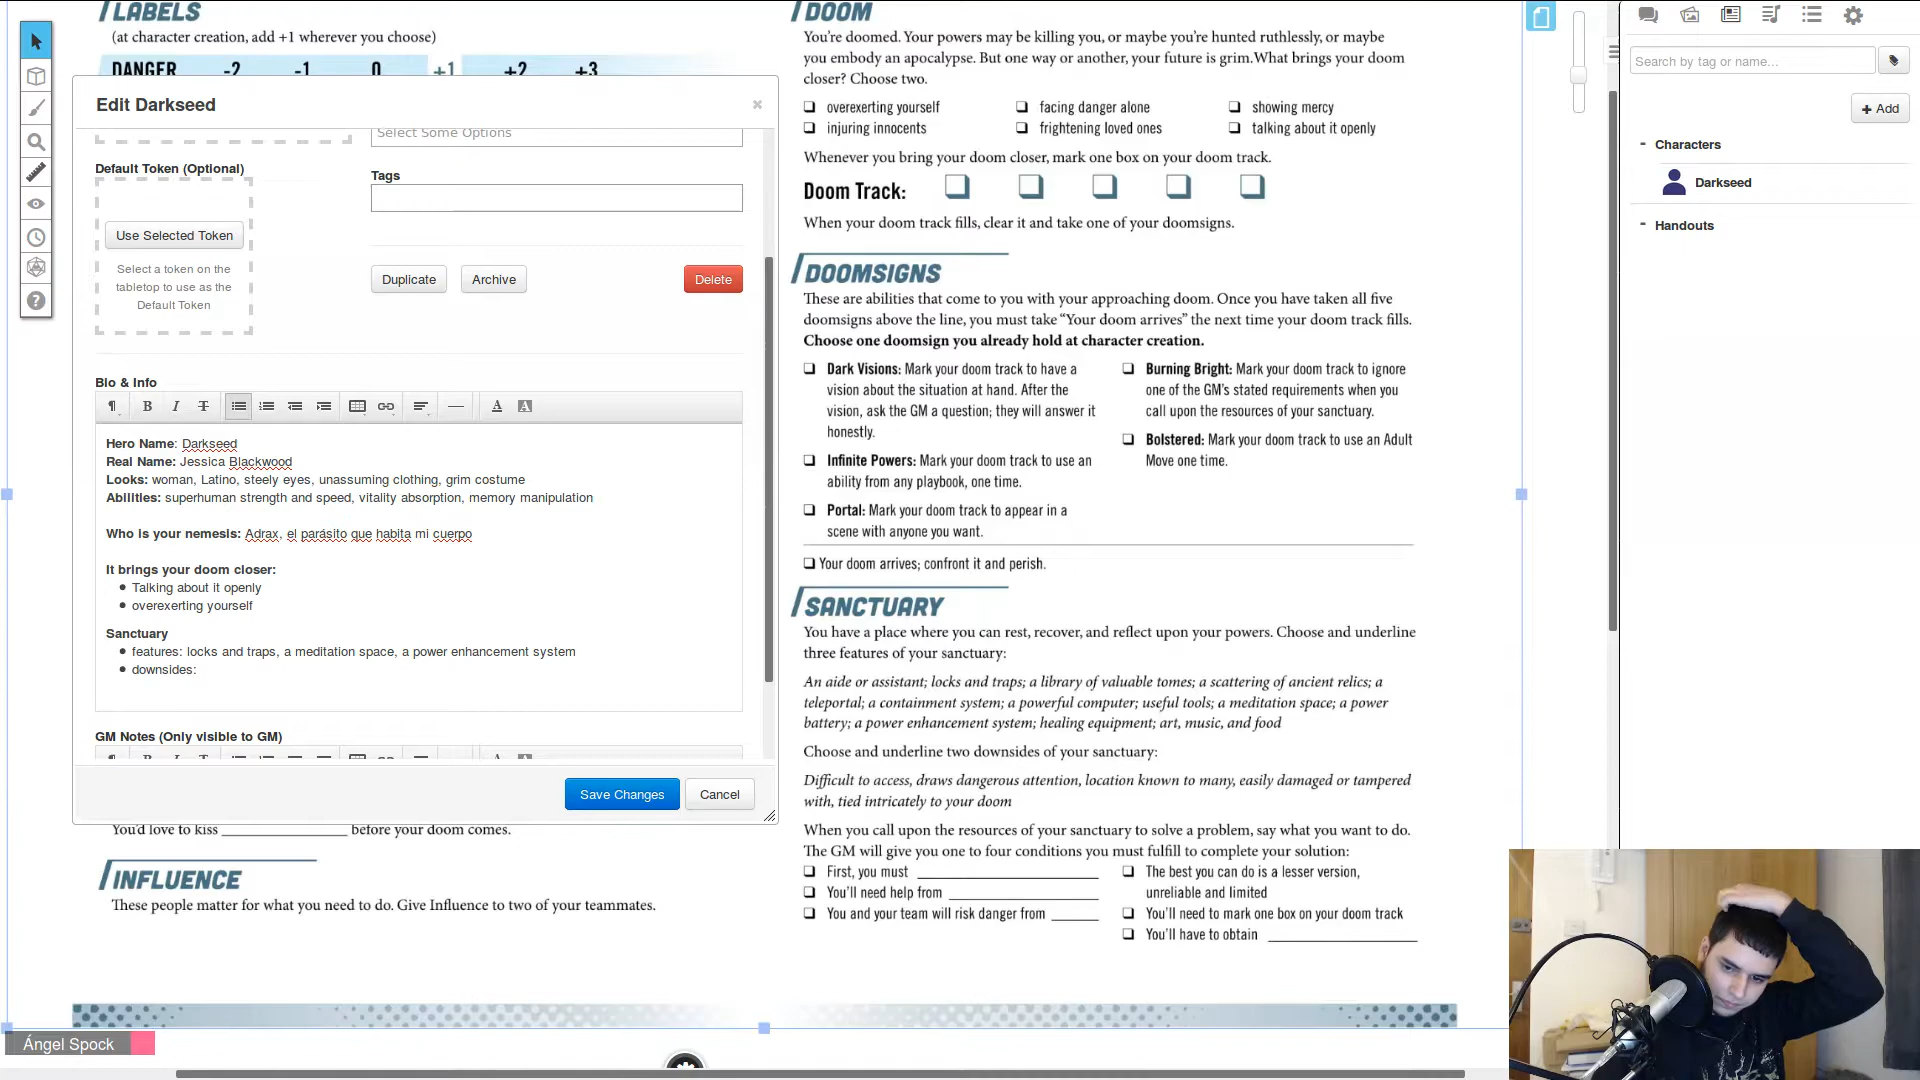 LABELS
(at character creation, add +1 wherever you choose)
DANGER -2 -1 0 +1 +2 +3
Edit Darkseed
×
Select Some Options
Default Token (Optional)
Use Selected Token
Select a token on the
tabletop to use as the
Default Token
Tags
Duplicate
Archive
Delete
Bio & Info
Hero Name: Darkseed
Real Name: Jessica Blackwood
Looks: woman, Latino, steely eyes, unassuming clothing, grim costume
Abilities: superhuman strength and speed, vitality absorption, memory manipulation
Who is your nemesis: Adrax, el parásito que habita mi cuerpo
It brings your doom closer:
Talking about it openly
overexerting yourself
Sanctuary
features: locks and traps, a meditation space, a power enhancement system
downsides:
GM Notes (Only visible to GM)
Save Changes
Cancel
You'd love to kiss ____ before your doom comes.
INFLUENCE
These people matter for what you need to do. Give Influence to two of your teammates.
DOOM
You're doomed. Your powers may be killing you, or maybe you're hunted ruthlessly, or maybe
you embody an apocalypse. But one way or another, your future is grim.What brings your doom
closer? Choose two.
overexerting yourself
facing danger alone
showing mercy
injuring innocents
frightening loved ones
talking about it openly
Whenever you bring your doom closer, mark one box on your doom track.
Doom Track:
When your doom track fills, clear it and take one of your doomsigns.
DOOMSIGNS
These are abilities that come to you with your approaching doom. Once you have taken all five
doomsigns above the line, you must take “Your doom arrives” the next time your doom track fills.
Choose one doomsign you already hold at character creation.
Dark Visions: Mark your doom track to have a
vision about the situation at hand. After the
vision, ask the GM a question; they will answer it
honestly.
Infinite Powers: Mark your doom track to use an
ability from any playbook, one time.
Portal: Mark your doom track to appear in a
scene with anyone you want.
Burning Bright: Mark your doom track to ignore
one of the GM's stated requirements when you
call upon the resources of your sanctuary.
Bolstered: Mark your doom track to use an Adult
Move one time.
Your doom arrives; confront it and perish.
SANCTUARY
You have a place where you can rest, recover, and reflect upon your powers. Choose and underline
three features of your sanctuary:
An aide or assistant; locks and traps; a library of valuable tomes; a scattering of ancient relics; a
teleportal; a containment system; a powerful computer; useful tools; a meditation space; a power
battery; a power enhancement system; healing equipment; art, music, and food
Choose and underline two downsides of your sanctuary:
Difficult to access, draws dangerous attention, location known to many, easily damaged or tampered
with, tied intricately to your doom
When you call upon the resources of your sanctuary to solve a problem, say what you want to do.
The GM will give you one to four conditions you must fulfill to complete your solution:
First, you must ____
You'll need help from ____
You and your team will risk danger from ____
The best you can do is a lesser version,
unreliable and limited
You'll need to mark one box on your doom track
You'll have to obtain ____
Search by tag or name...
+ Add
- Characters
Darkseed
- Handouts
Ángel Spock